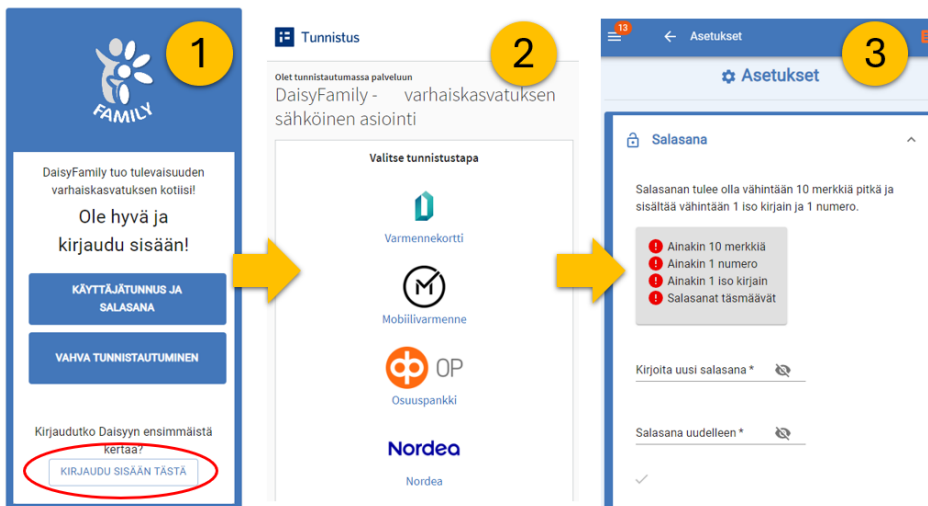 1
FAMILY
DaisyFamily tuo tulevaisuuden
varhaiskasvatuksen kotiisi!
Ole hyvä ja
kirjaudu sisään!
KÄYTTÄJÄTUNNUS JA
SALASANA
VAHVA TUNNISTAUTUMINEN
Kirjaudutko Daisyyn ensimmäistä
kertaa?
KIRJAUDU SISÄÄN TÄSTÄ
2
Tunnistus
Olet tunnistautumassa palveluun
DaisyFamily - varhaiskasvatuksen
sähköinen asiointi
Valitse tunnistustapa
Varmennekortti
M
Mobiilivarmenne
OP
Osuuspankki
Nordea
Nordea
3
13
Asetukset
Asetukset
Salasana
Salasanan tulee olla vähintään 10 merkkiä pitkä ja
sisältää vähintään 1 iso kirjain ja 1 numero.
Ainakin 10 merkkiä
Ainakin 1 numero
Ainakin 1 iso kirjain
Salasanat täsmäävät
Kirjoita uusi salasana *
Salasana uudelleen *